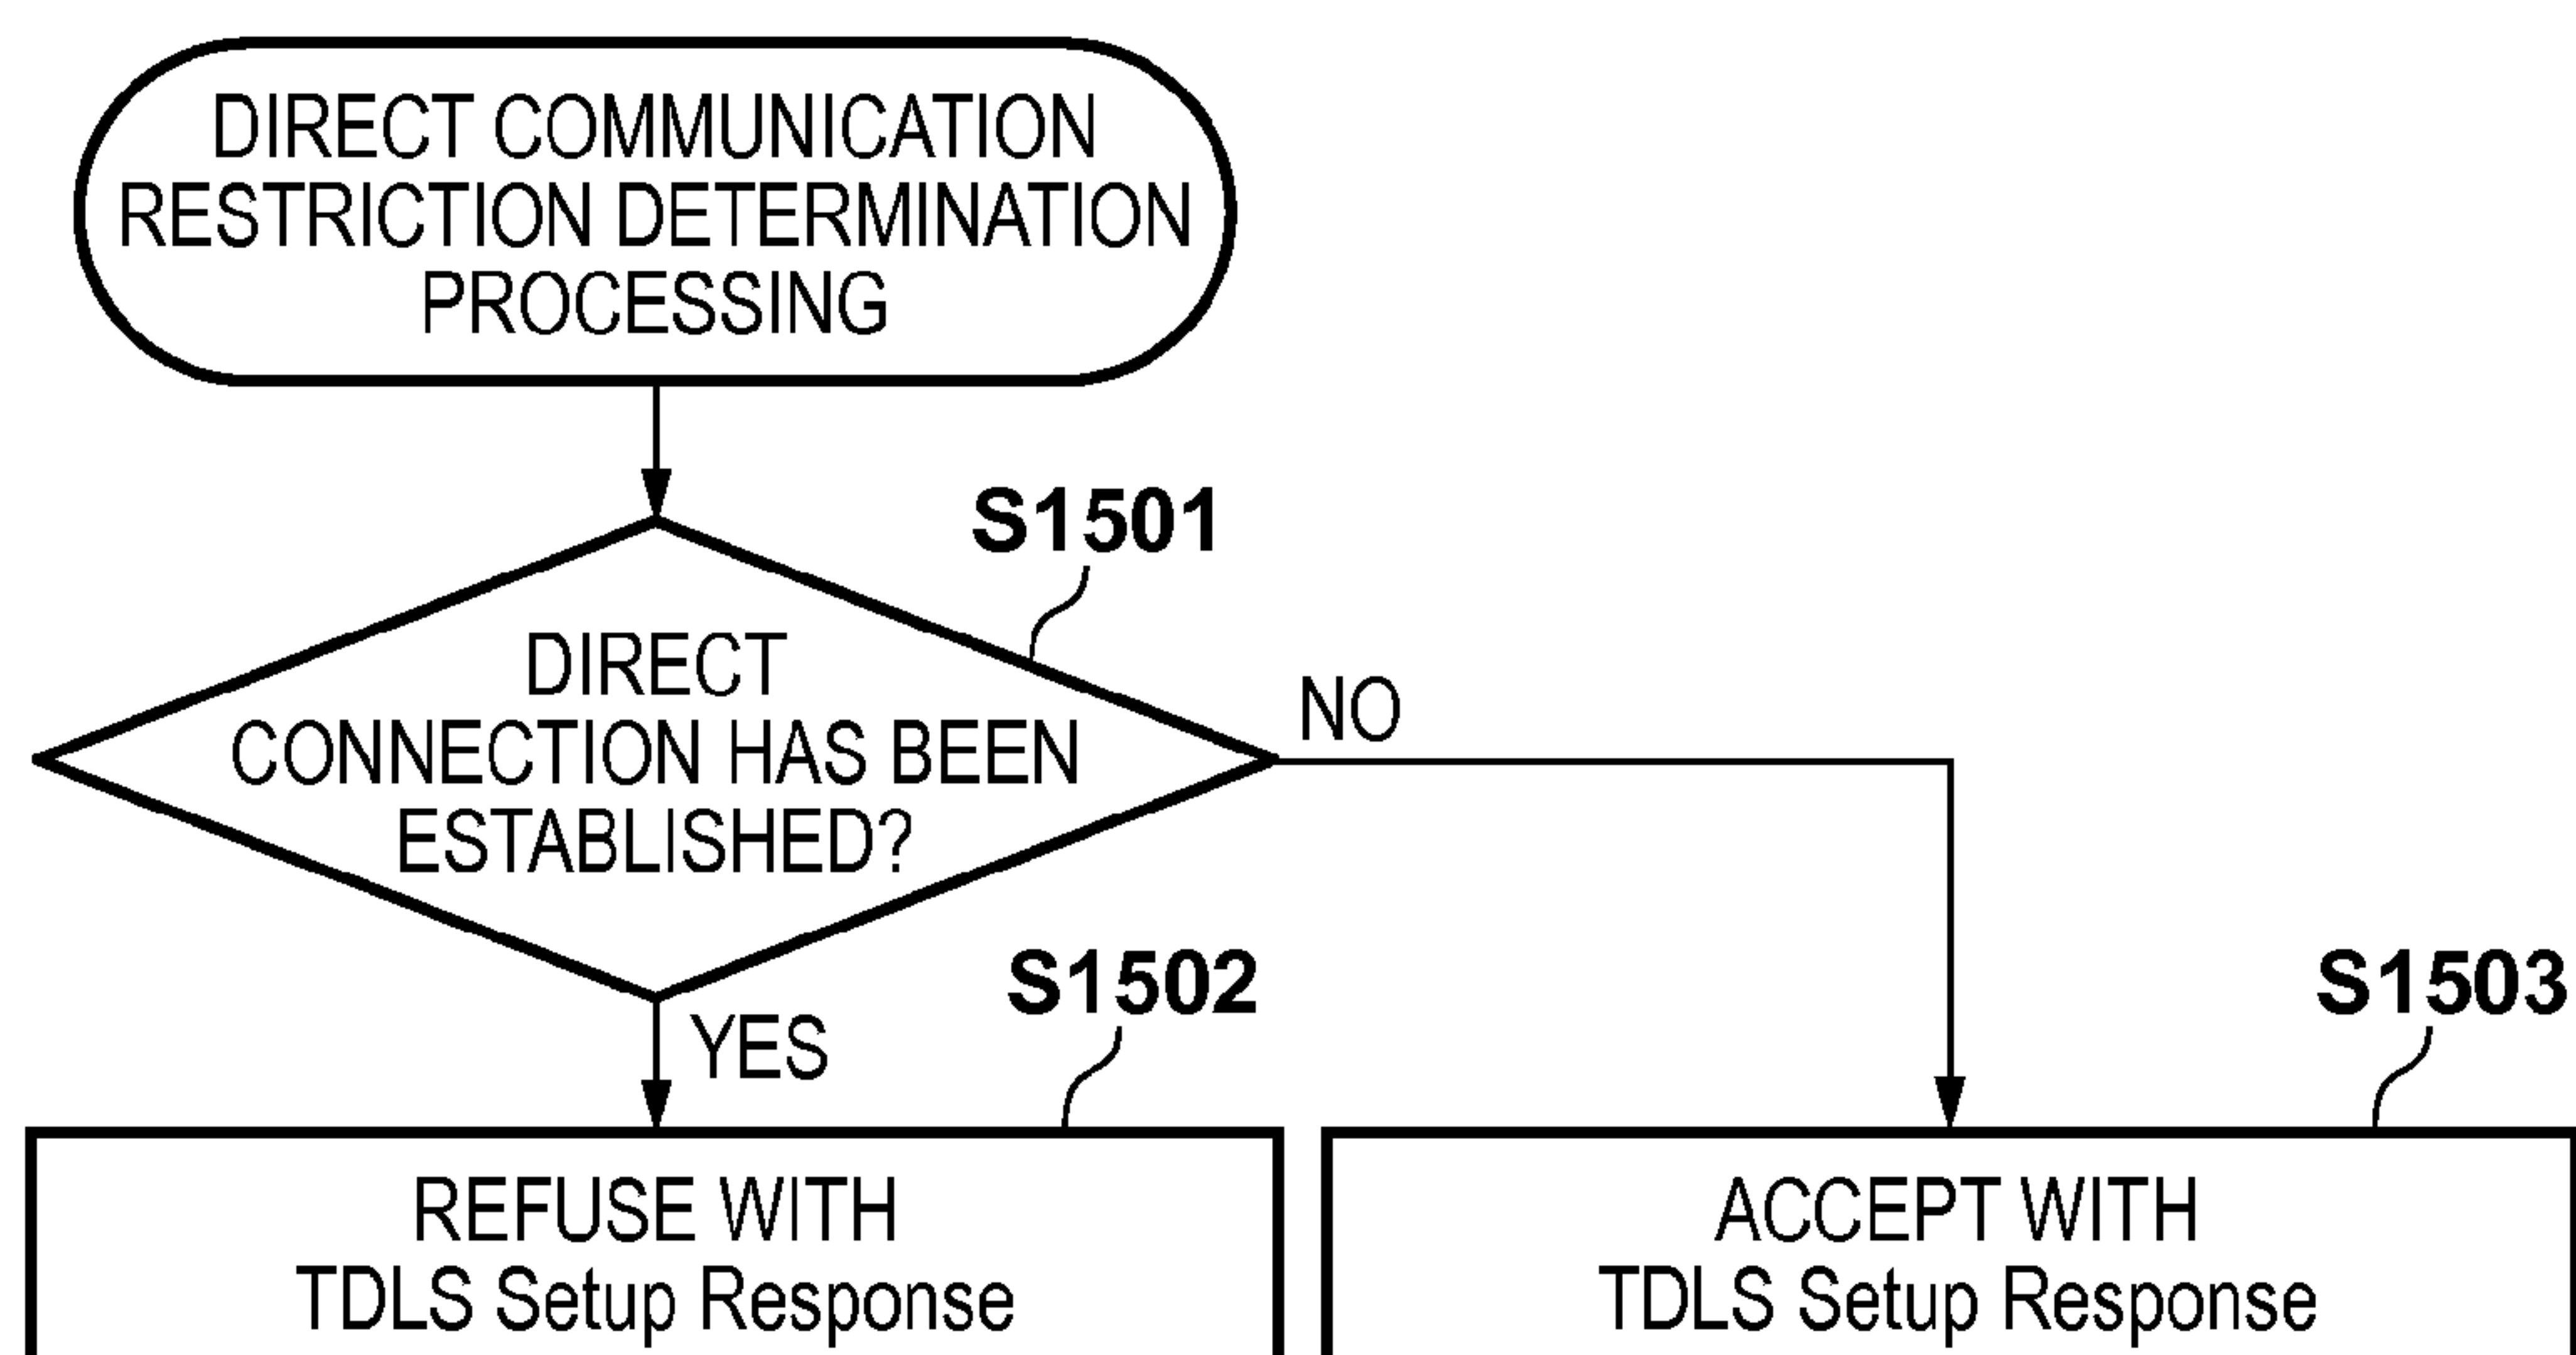 DIRECT COMMUNICATION
RESTRICTION DETERMINATION
PROCESSING
S1501
DIRECT
CONNECTION HAS BEEN
ESTABLISHED?
NO
YES
S1502
S1503
REFUSE WITH
TDLS Setup Response
ACCEPT WITH
TDLS Setup Response